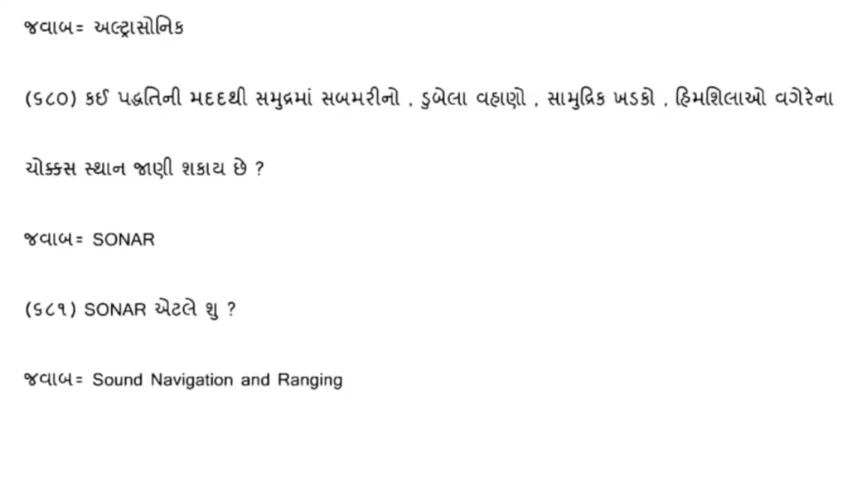 જવાબ= અલ્ટ્રાસોનિક
(૬૮૦) કઈ પદ્ધતિની મદદથી સમુદ્રમાં સબમરીનો , ડુબેલા વહાણો , સામુદ્રિક ખડકો , હિમશિલાઓ વગેરેના
ચોક્કસ સ્થાન જાણી શકાય છે ?
જવાબ= SONAR
(૬૮૧) SONAR એટલે શુ ?
જવાબ= Sound Navigation and Ranging